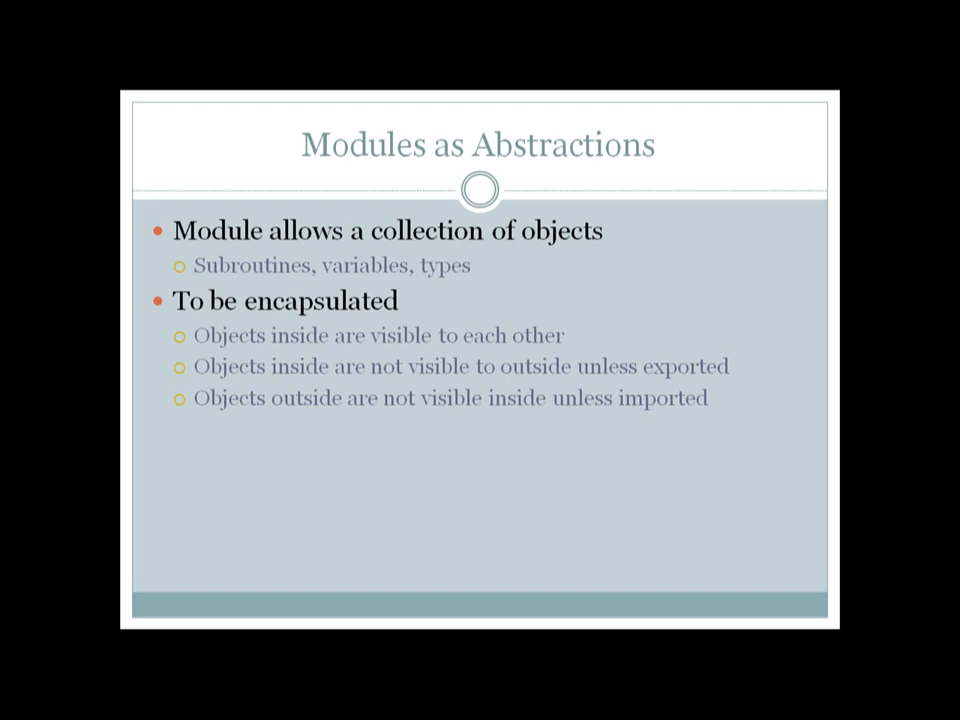 Modules as Abstractions
Module allows a collection of objects
Subroutines, variables, types
To be encapsulated
Objects inside are visible to each other
Objects inside are not visible to outside unless exported
Objects outside are not visible inside unless imported